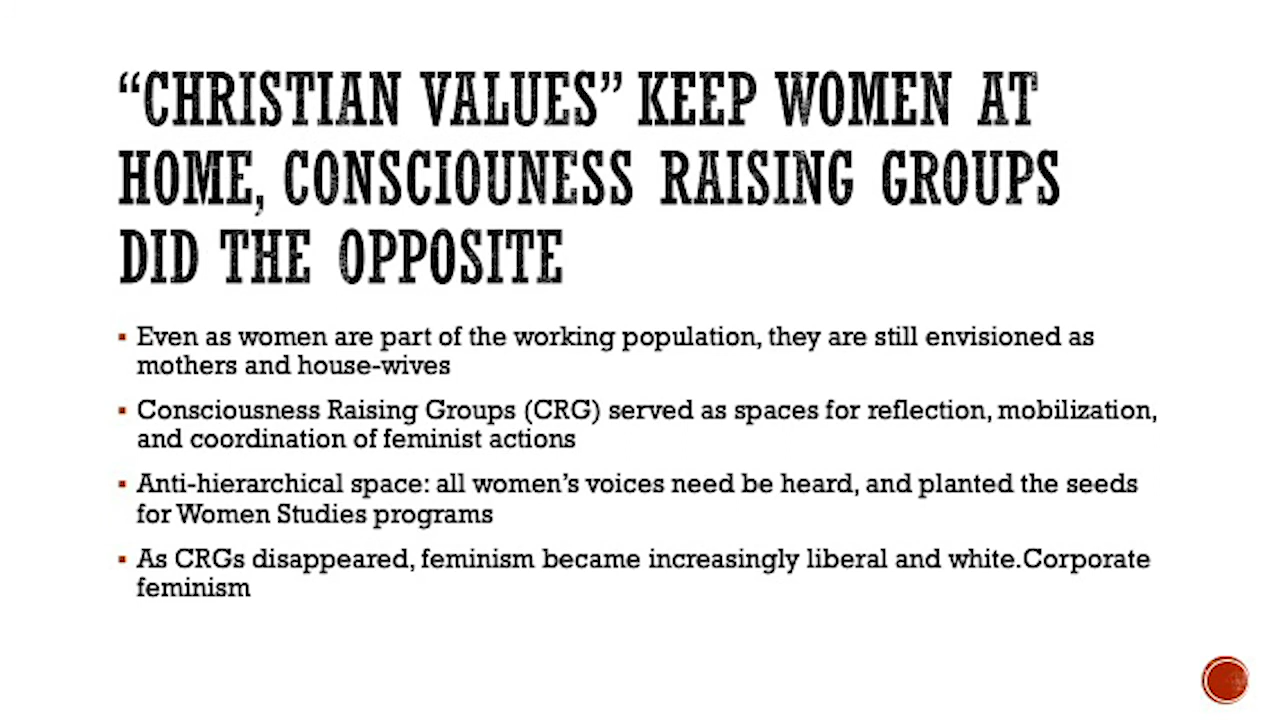 “CHRISTIAN VALUES” KEEP WOMEN AT
HOME, CONSCIOUNESS RAISING GROUPS
DID THE OPPOSITE
▪ Even as women are part of the working population, they are still envisioned as
mothers and house-wives
▪ Consciousness Raising Groups (CRG) served as spaces for reflection, mobilization,
and coordination of feminist actions
▪ Anti-hierarchical space: all women’s voices need be heard, and planted the seeds
for Women Studies programs
▪ As CRGs disappeared, feminism became increasingly liberal and white.Corporate
feminism